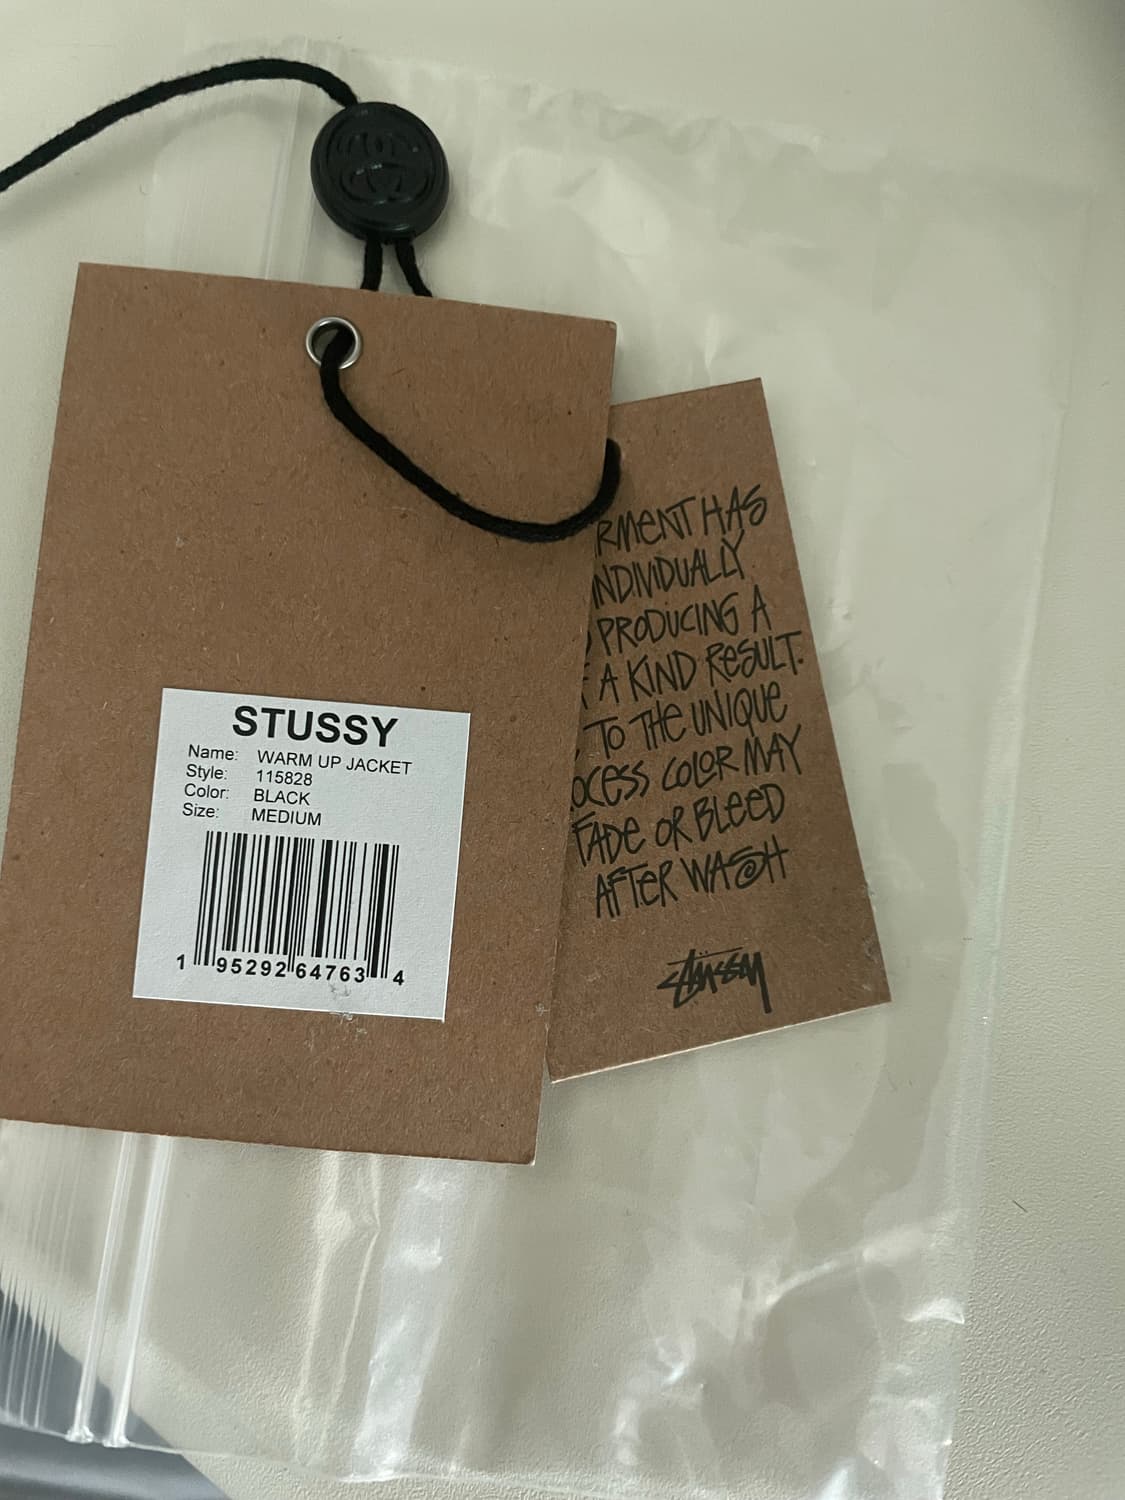 STUSSY
Name: WARM UP JACKET
Style: 115828
Color: BLACK
Size: MEDIUM
1 95292 64763 4
RMENT HAS
INDIVIDUALLY
PRODUCING A
A KIND RESULT.
TO THE UNIQUE
OCESS COLOR MAY
FADE OR BLEED
AFTER WASH
STÜSSY